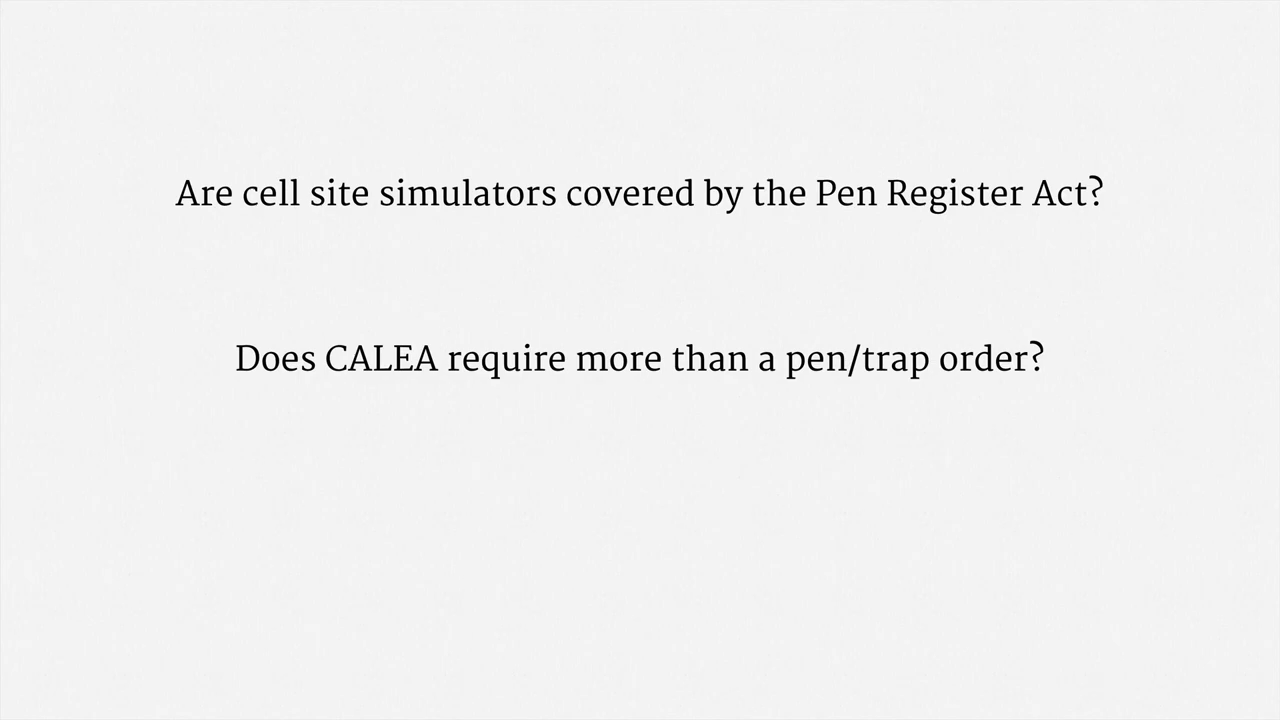 Are cell site simulators covered by the Pen Register Act?
Does CALEA require more than a pen/trap order?